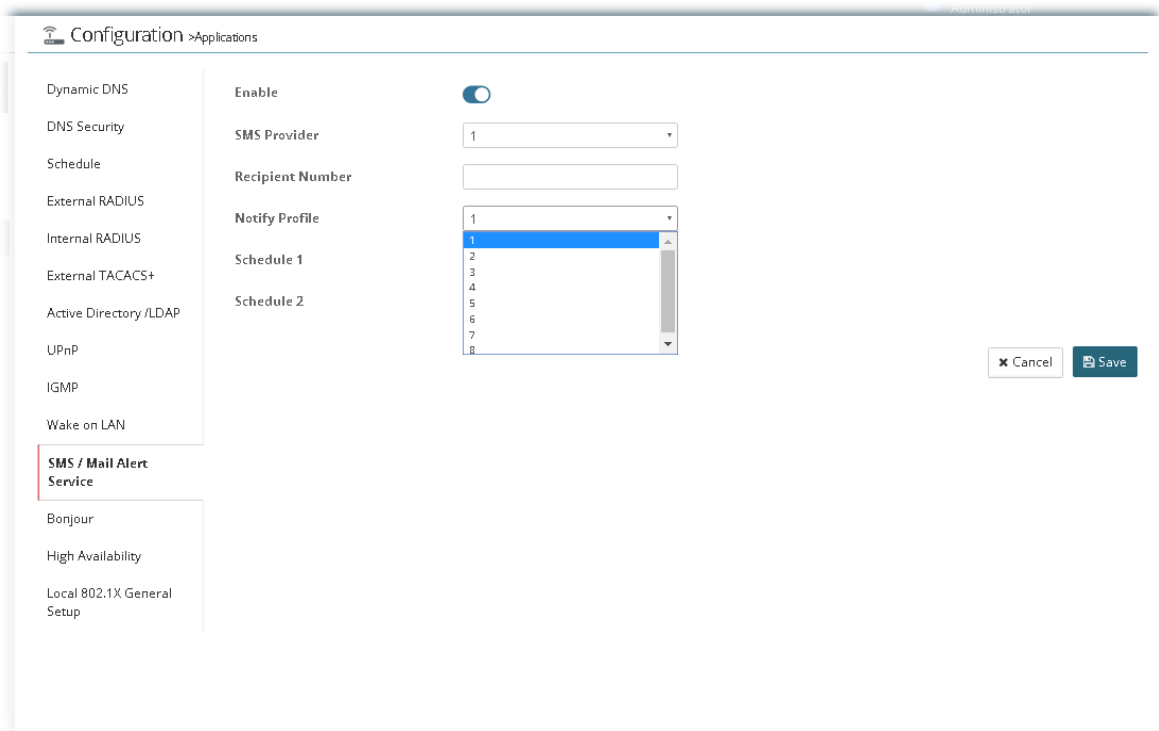 Administrator
Configuration >Applications
Dynamic DNS
DNS Security
Schedule
External RADIUS
Internal RADIUS
External TACACS+
Active Directory /LDAP
UPnP
IGMP
Wake on LAN
SMS / Mail Alert
Service
Bonjour
High Availability
Local 802.1X General
Setup
Enable
SMS Provider
1
Recipient Number
Notify Profile
1
1
2
3
4
5
6
7
8
Schedule 1
Schedule 2
Cancel
Save